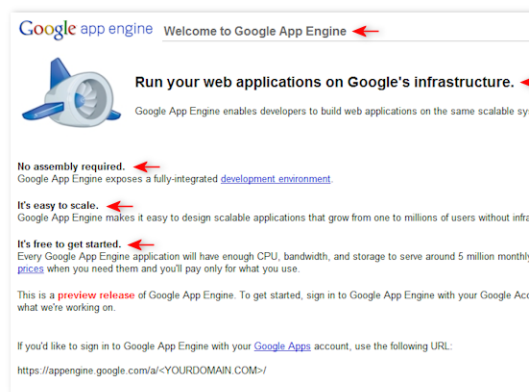 Google app engine Welcome to Google App Engine
Run your web applications on Google's infrastructure.
Google App Engine enables developers to build web applications on the same scalable
No assembly required.
Google App Engine exposes a fully-integrated development environment.
It's easy to scale.
Google App Engine makes it easy to design scalable applications that grow from one to millions of users without
It's free to get started.
Every Google App Engine application will have enough CPU, bandwidth, and storage to serve around 5 million monthly
prices when you need them and you'll pay only for what you use.
This is a preview release of Google App Engine. To get started, sign in to Google App Engine with your Google
what we're working on.
If you'd like to sign in to Google App Engine with your Google Apps account, use the following URL:
https://appengine.google.com/a/<YOURDOMAIN.COM>/